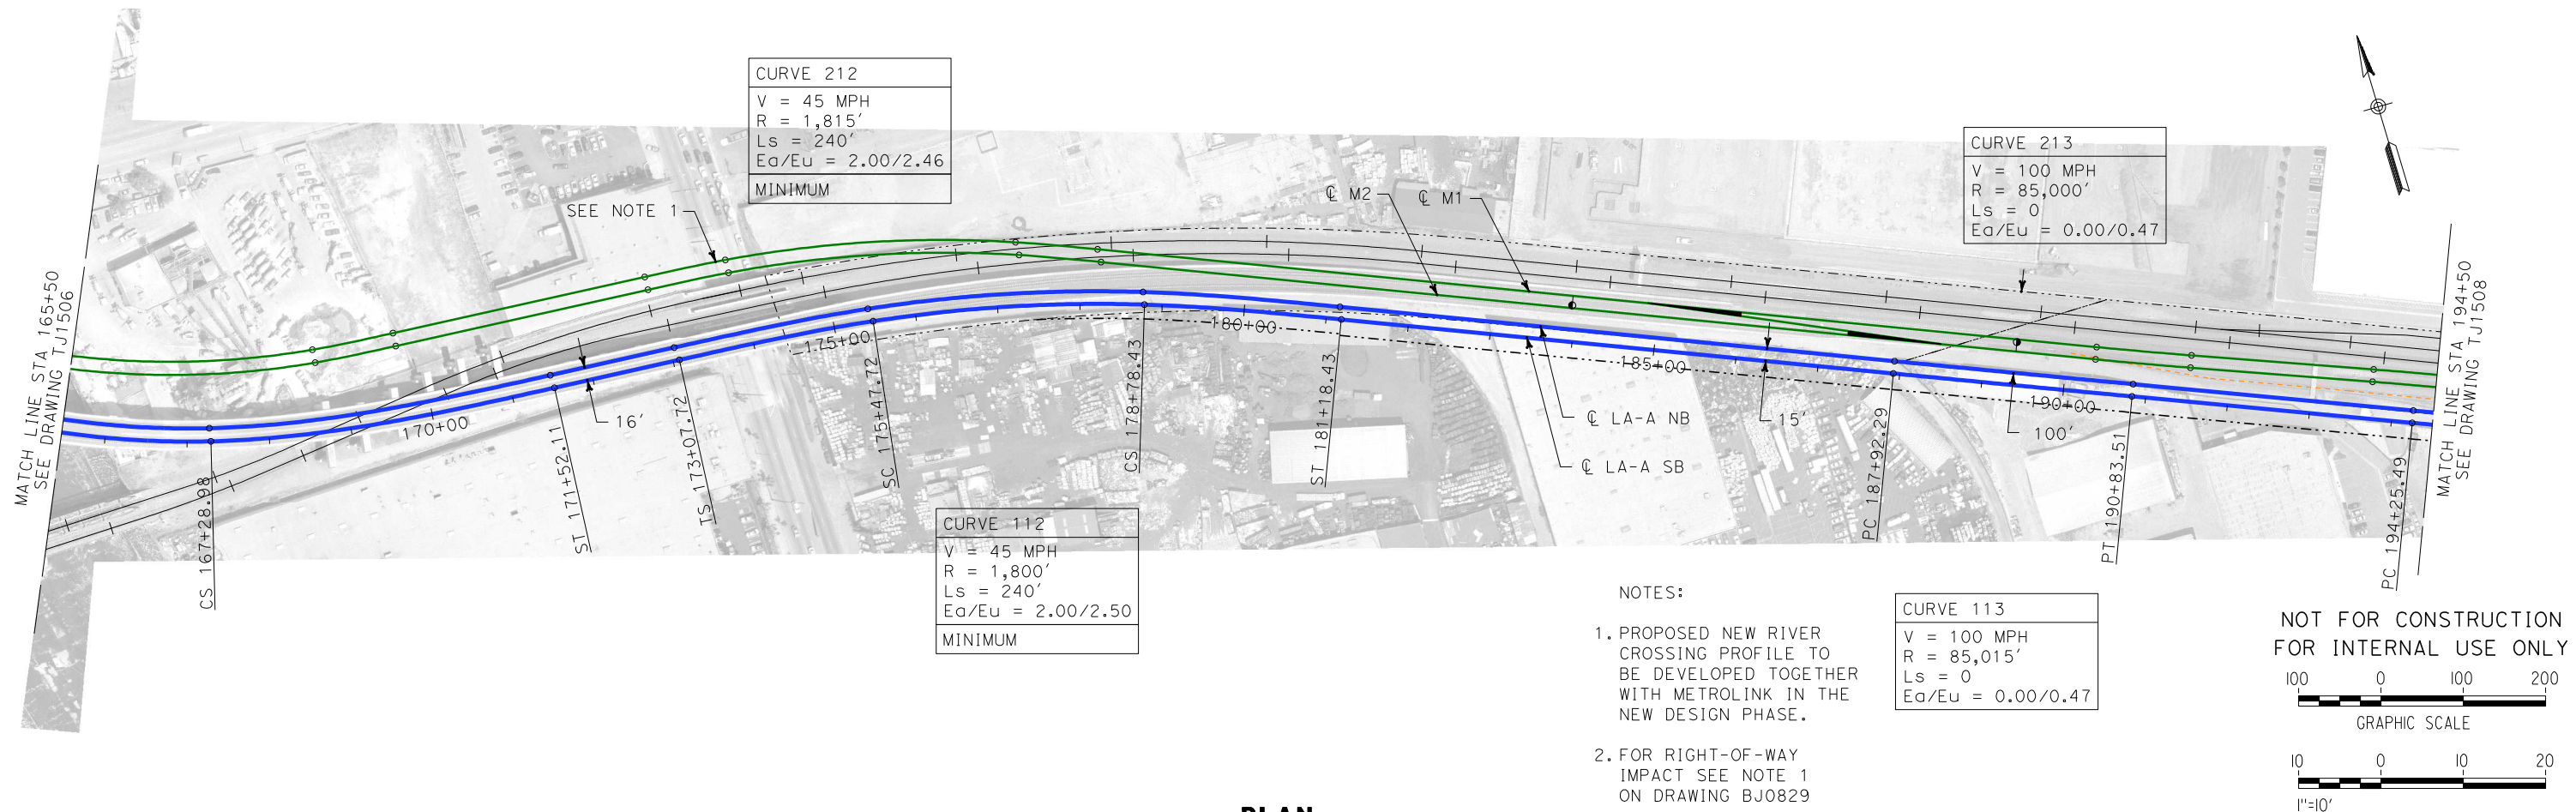 CURVE 212
V = 45 MPH
R = 1,815'
Ls = 240'
Ea/Eu = 2.00/2.46
MINIMUM
SEE NOTE 1
℄ M2
℄ M1
CURVE 213
V = 100 MPH
R = 85,000'
Ls = 0
Ea/Eu = 0.00/0.47
MATCH LINE STA 165+50
SEE DRAWING TJ1506
MATCH LINE STA 194+50
SEE DRAWING TJ1508
170+00
175+00
180+00
185+00
190+00
16'
15'
100'
℄ LA-A NB
℄ LA-A SB
CS 167+28.98
ST 171+52.11
TS 173+07.72
SC 175+47.72
CS 178+78.43
ST 181+18.43
PC 187+92.29
PT 190+83.51
PC 194+25.49
CURVE 112
V = 45 MPH
R = 1,800'
Ls = 240'
Ea/Eu = 2.00/2.50
MINIMUM
NOTES:
1. PROPOSED NEW RIVER
CROSSING PROFILE TO
BE DEVELOPED TOGETHER
WITH METROLINK IN THE
NEW DESIGN PHASE.
2. FOR RIGHT-OF-WAY
IMPACT SEE NOTE 1
ON DRAWING BJ0829
CURVE 113
V = 100 MPH
R = 85,015'
Ls = 0
Ea/Eu = 0.00/0.47
NOT FOR CONSTRUCTION
FOR INTERNAL USE ONLY
100 0 100 200
GRAPHIC SCALE
10 0 10 20
1"=10'
PLAN